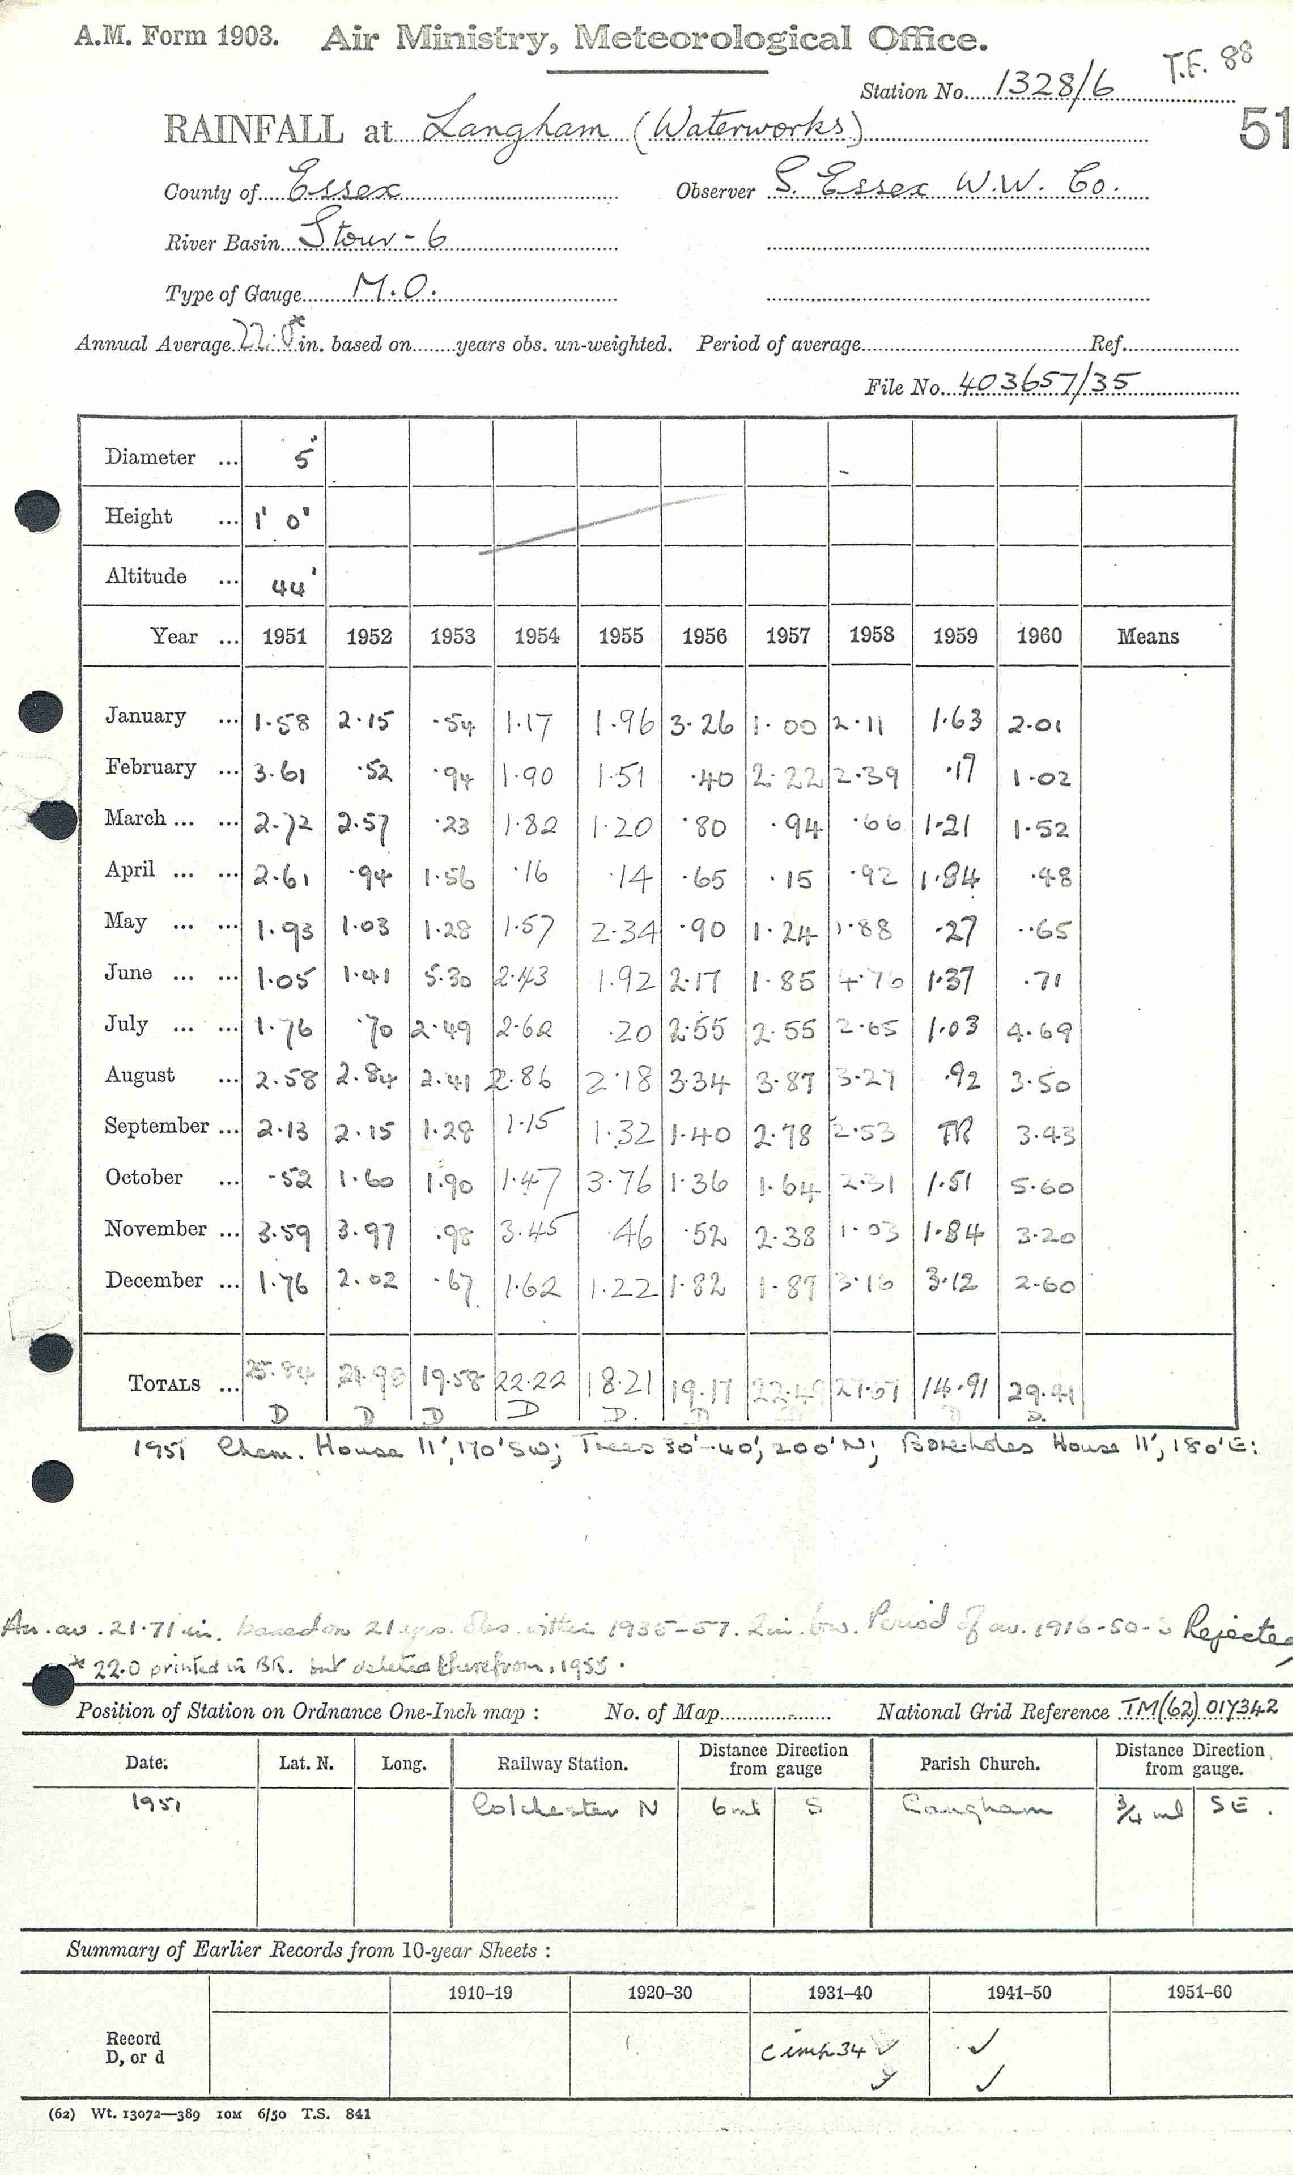 A.M. Form 1903. Air Ministry, Meteorological Office.
T.F. 88
Station No. 1328/6
RAINFALL at Langham (Waterworks)
51
County of Essex Observer S. Essex W.W. Co.
River Basin Stour - 6
Type of Gauge M.O.
Annual Average 22.0* in. based on years obs. un-weighted. Period of average Ref.
File No. 403657/35
Diameter ... 5"
Height ... 1' 0"
Altitude ... 44'
Year ... 1951 1952 1953 1954 1955 1956 1957 1958 1959 1960 Means
January ... 1.58 2.15 .54 1.17 1.96 3.26 1.00 2.11 1.63 2.01
February ... 3.61 .52 .94 1.90 1.51 .40 2.22 2.39 .17 1.02
March ... ... 2.72 2.57 .23 1.82 1.20 .80 .94 .66 1.21 1.52
April ... ... 2.61 .94 1.56 .16 .14 .65 .15 .92 1.84 .48
May ... ... 1.93 1.03 1.28 1.57 2.34 .90 1.24 1.88 .27 .65
June ... ... 1.05 1.41 5.30 2.43 1.92 2.17 1.85 4.76 1.37 .71
July ... ... 1.76 .70 2.49 2.62 .20 2.55 2.55 2.65 1.03 4.69
August ... 2.58 2.84 2.41 2.86 2.18 3.34 3.87 3.27 .92 3.50
September ... 2.13 2.15 1.28 1.15 1.32 1.40 2.78 2.53 TR 3.43
October ... .52 1.60 1.90 1.47 3.76 1.36 1.64 2.31 1.51 5.60
November ... 3.59 3.97 .98 3.45 .46 .52 2.38 1.03 1.84 3.20
December ... 1.76 2.02 .67 1.62 1.22 1.82 1.87 3.16 3.12 2.60
TOTALS ... 25.84 21.90 19.58 22.22 18.21 19.17 22.49 27.67 14.91 29.41
D D D D D. D D D.
1951 Chem. House 11', 170' SW; Trees 30'-40', 200' N; Boreholes House 11', 180' E:
An. av. 21.71 in. based on 21 yrs. obs. within 1935-57. Period of av. 1916-50 Rejected
* 22.0 printed in BR. but deleted therefrom, 1955.
Position of Station on Ordnance One-Inch map : No. of Map National Grid Reference TM(62) 017342
Date. Lat. N. Long. Railway Station. Distance Direction from gauge Parish Church. Distance Direction from gauge.
1951 Colchester N 6 ml S Langham 3/4 ml SE.
Summary of Earlier Records from 10-year Sheets :
1910-19 1920-30 1931-40 1941-50 1951-60
Record
D, or d
c imp. 34 ✓ ✓
✓ ✓
(62) Wt. 13072—389 10M 6/50 T.S. 841